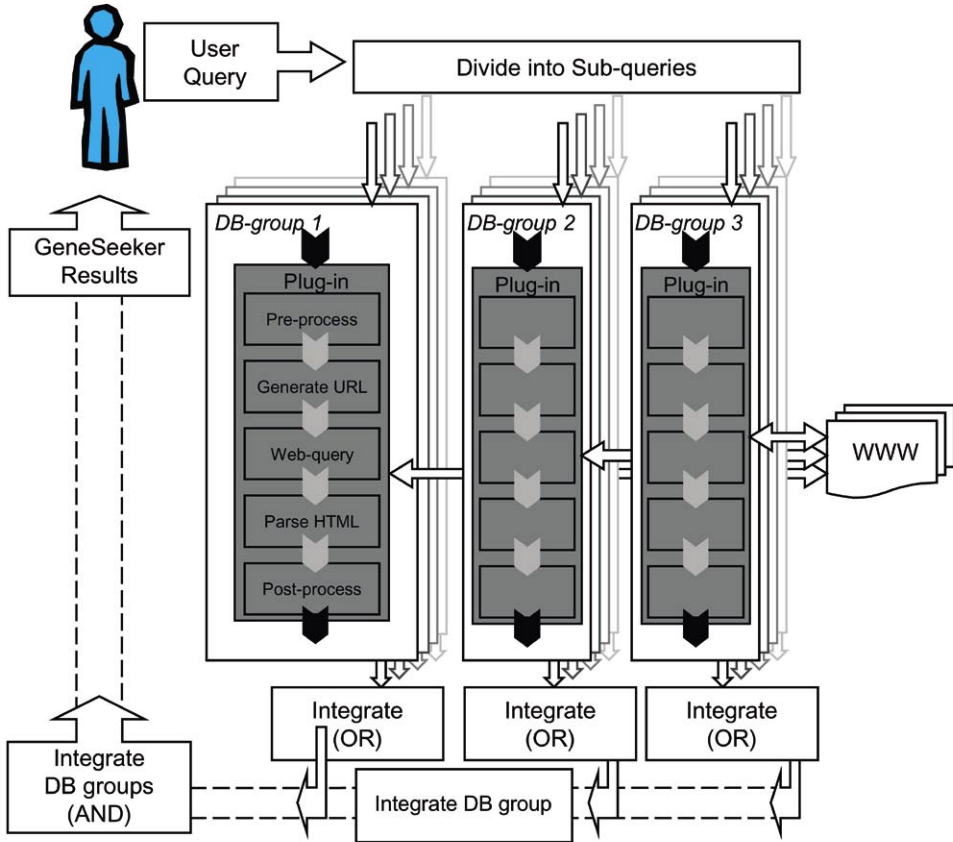 User
Query
Divide into Sub-queries
DB-group 1
DB-group 2
DB-group 3
GeneSeeker
Results
Plug-in
Plug-in
Plug-in
Pre-process
Generate URL
Web-query
WWW
Parse HTML
Post-process
Integrate
(OR)
Integrate
(OR)
Integrate
(OR)
Integrate
DB groups
(AND)
Integrate DB group